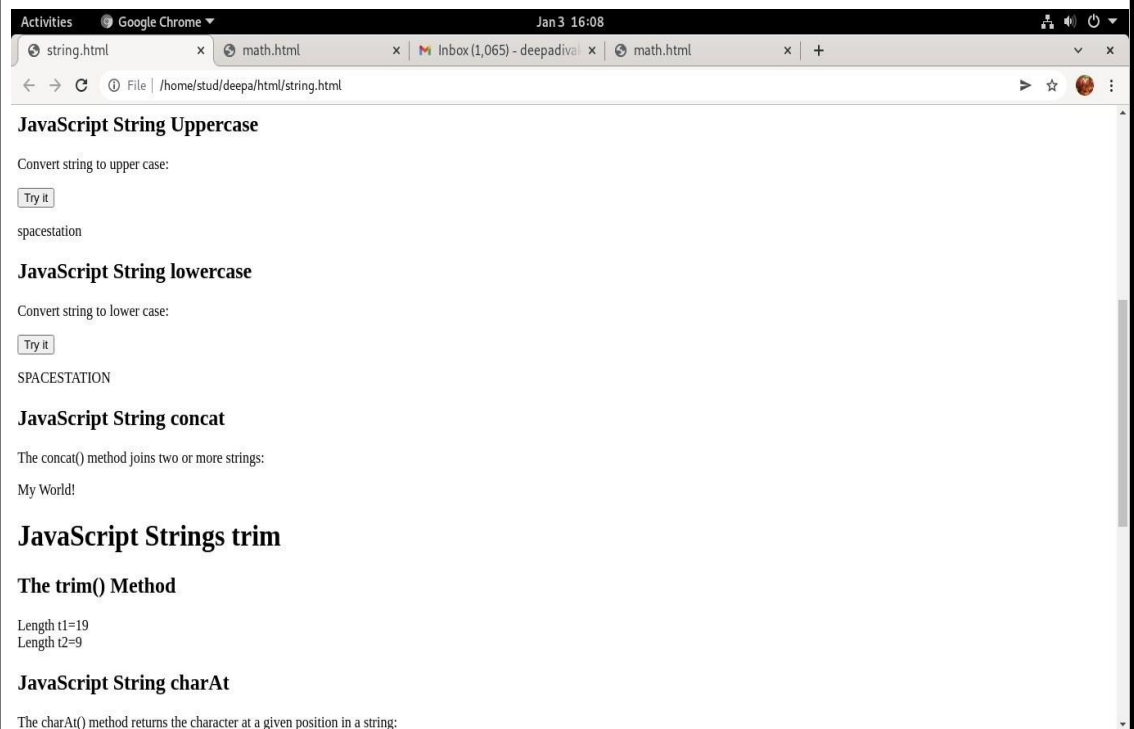 Activities Google Chrome Jan 3 16:08
string.html math.html Inbox (1,065) - deepadival math.html
File /home/stud/deepa/html/string.html
JavaScript String Uppercase
Convert string to upper case:
Try it
spacestation
JavaScript String lowercase
Convert string to lower case:
Try it
SPACESTATION
JavaScript String concat
The concat() method joins two or more strings:
My World!
JavaScript Strings trim
The trim() Method
Length t1=19
Length t2=9
JavaScript String charAt
The charAt() method returns the character at a given position in a string: